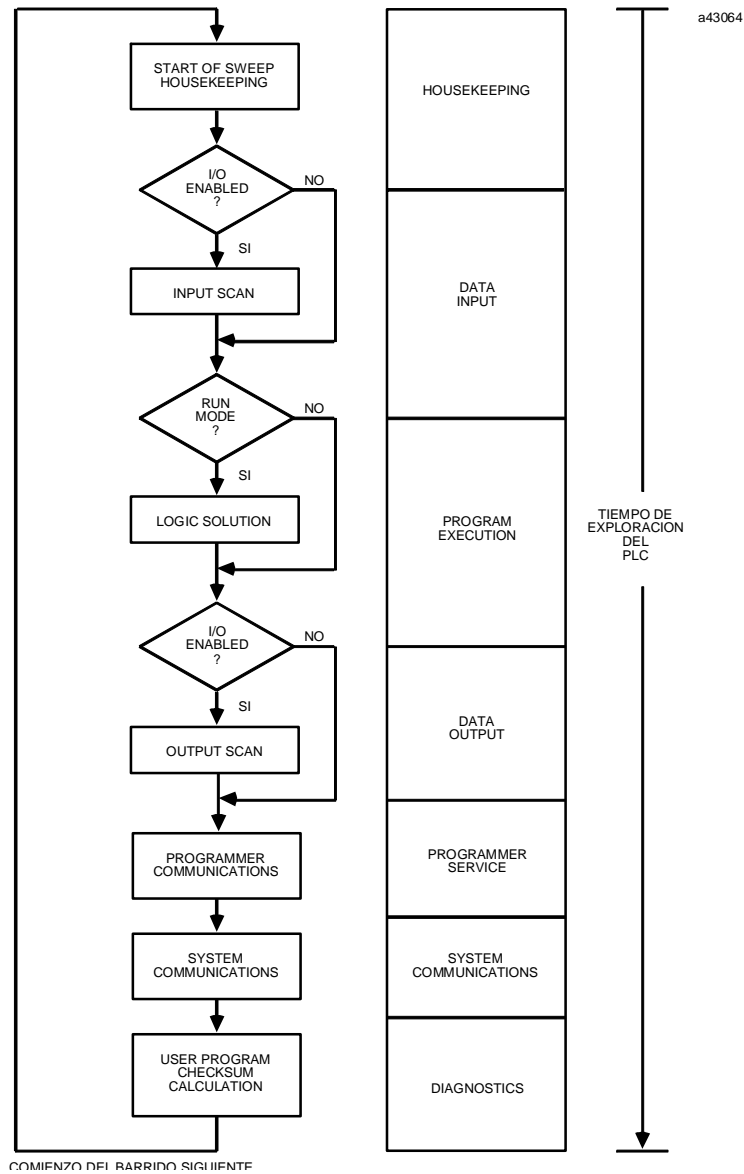 a43064
START OF SWEEP
HOUSEKEEPING
I/O
ENABLED
?
NO
SI
INPUT SCAN
RUN
MODE
?
NO
SI
LOGIC SOLUTION
I/O
ENABLED
?
NO
SI
OUTPUT SCAN
PROGRAMMER
COMMUNICATIONS
SYSTEM
COMMUNICATIONS
USER PROGRAM
CHECKSUM
CALCULATION
COMIENZO DEL BARRIDO SIGUIENTE
HOUSEKEEPING
DATA
INPUT
PROGRAM
EXECUTION
DATA
OUTPUT
PROGRAMMER
SERVICE
SYSTEM
COMMUNICATIONS
DIAGNOSTICS
TIEMPO DE
EXPLORACION
DEL
PLC